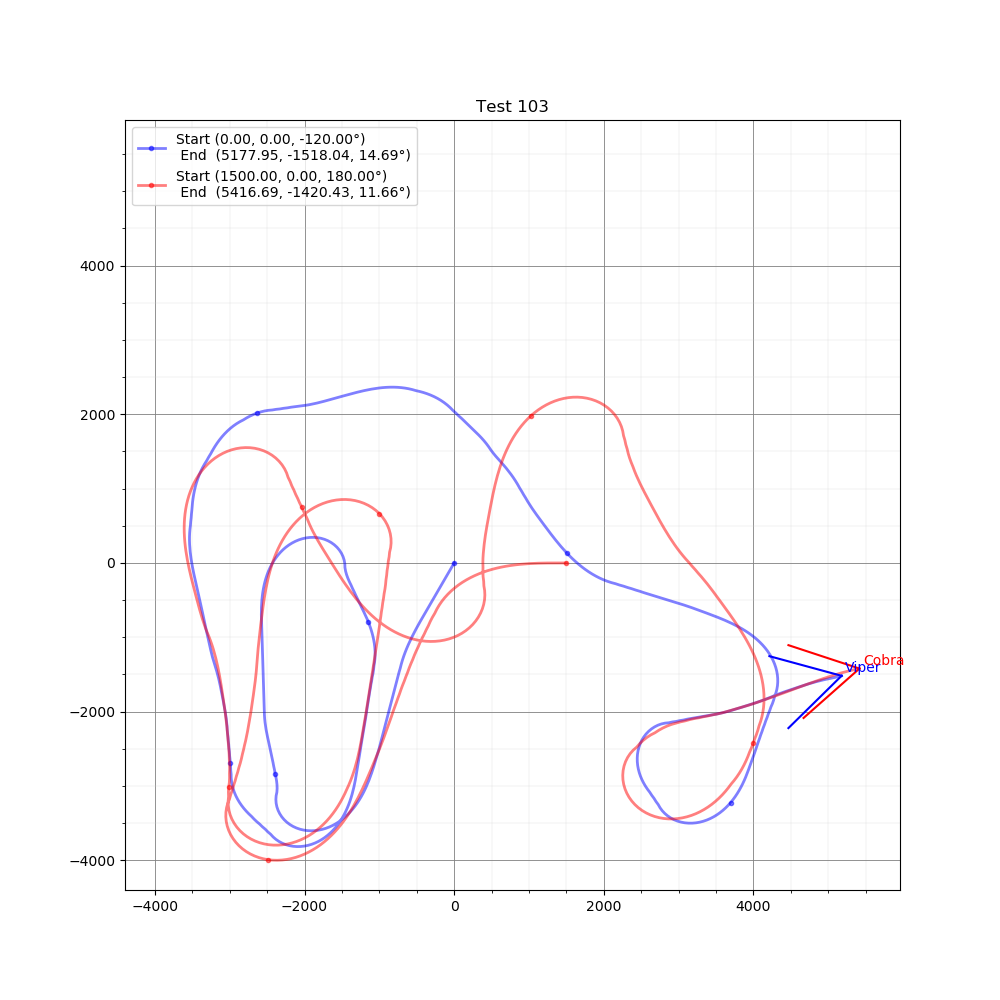 Test 103
Start (0.00, 0.00, -120.00°)
End (5177.95, -1518.04, 14.69°)
Start (1500.00, 0.00, 180.00°)
End (5416.69, -1420.43, 11.66°)
4000
2000
0
−2000
−4000
Cobra
Viper
−4000 −2000 0 2000 4000